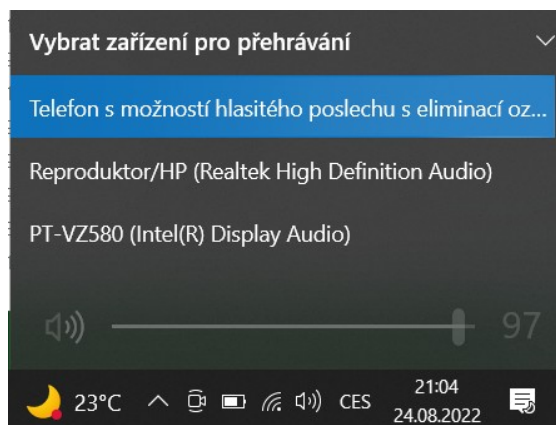 Vybrat zařízení pro přehrávání
Telefon s možností hlasitého poslechu s eliminací oz...
Reproduktor/HP (Realtek High Definition Audio)
PT-VZ580 (Intel(R) Display Audio)
97
23°C CES 21:04
24.08.2022